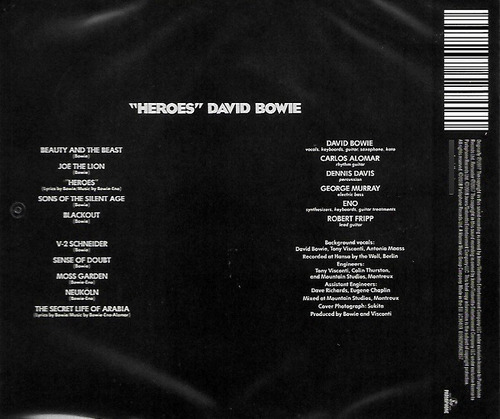 "HEROES" DAVID BOWIE
BEAUTY AND THE BEAST
(Bowie)
JOE THE LION
(Bowie)
"HEROES"
(Lyrics by Bowie/Music by Bowie-Eno)
SONS OF THE SILENT AGE
(Bowie)
BLACKOUT
(Bowie)
V-2 SCHNEIDER
(Bowie)
SENSE OF DOUBT
(Bowie)
MOSS GARDEN
(Bowie-Eno)
NEUKÖLN
(Bowie-Eno)
THE SECRET LIFE OF ARABIA
(Lyrics by Bowie/Music by Bowie-Eno-Alomar)
DAVID BOWIE
vocals, keyboards, guitar, saxophone, koto
CARLOS ALOMAR
rhythm guitar
DENNIS DAVIS
percussion
GEORGE MURRAY
electric bass
ENO
synthesizers, keyboards, guitar treatments
ROBERT FRIPP
lead guitar
Background vocals:
David Bowie, Tony Visconti, Antonia Maass
Recorded at Hansa by the Wall, Berlin
Engineers:
Tony Visconti, Colin Thurston,
and Mountain Studios, Montreux
Assistant Engineers:
Dave Richards, Eugene Chaplin
Mixed at Mountain Studios, Montreux
Cover Photograph: Sukita
Produced by Bowie and Visconti